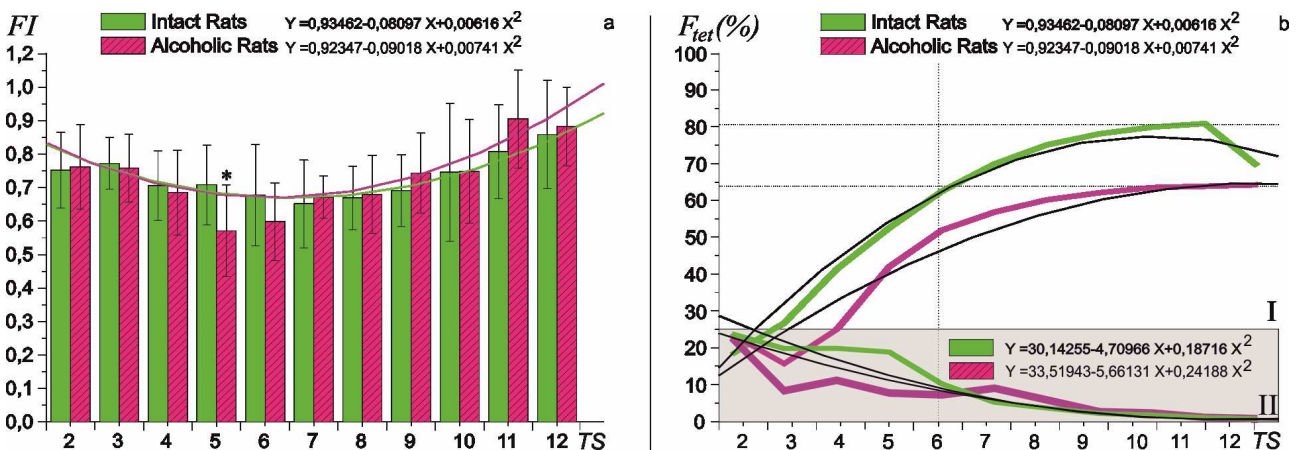 FI
Intact Rats Y=0,93462-0,08097 X+0,00616 X²
Alcoholic Rats Y=0,92347-0,09018 X+0,00741 X²
a
1,2
1,1
1,0
0,9
0,8
0,7
0,6
0,5
0,4
0,3
0,2
0,1
0,0
*
2 3 4 5 6 7 8 9 10 11 12 TS
F_tet(%)
Intact Rats Y=0,93462-0,08097 X+0,00616 X²
Alcoholic Rats Y=0,92347-0,09018 X+0,00741 X²
b
100
90
80
70
60
50
40
30
20
10
0
I
Y=30,14255-4,70966 X+0,18716 X²
Y=33,51943-5,66131 X+0,24188 X²
II
2 3 4 5 6 7 8 9 10 11 12 TS